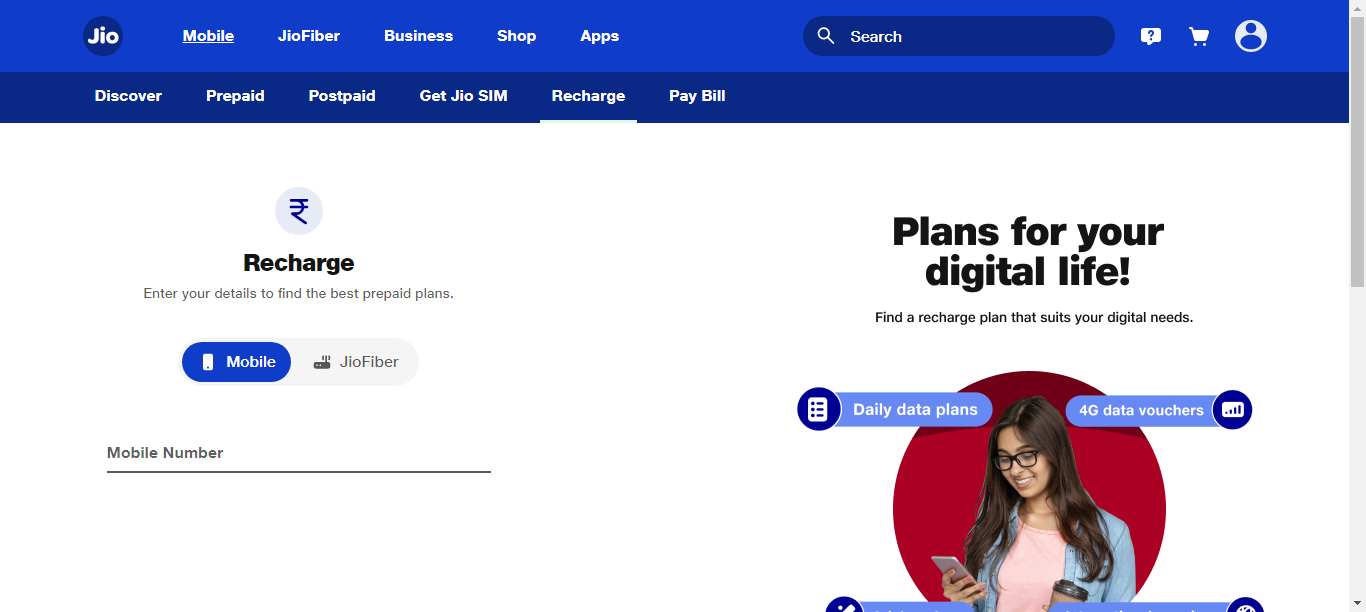 Jio
Mobile
JioFiber
Business
Shop
Apps
Search
Discover
Prepaid
Postpaid
Get Jio SIM
Recharge
Pay Bill
₹
Recharge
Enter your details to find the best prepaid plans.
Mobile
JioFiber
Mobile Number
Plans for your
digital life!
Find a recharge plan that suits your digital needs.
Daily data plans
4G data vouchers